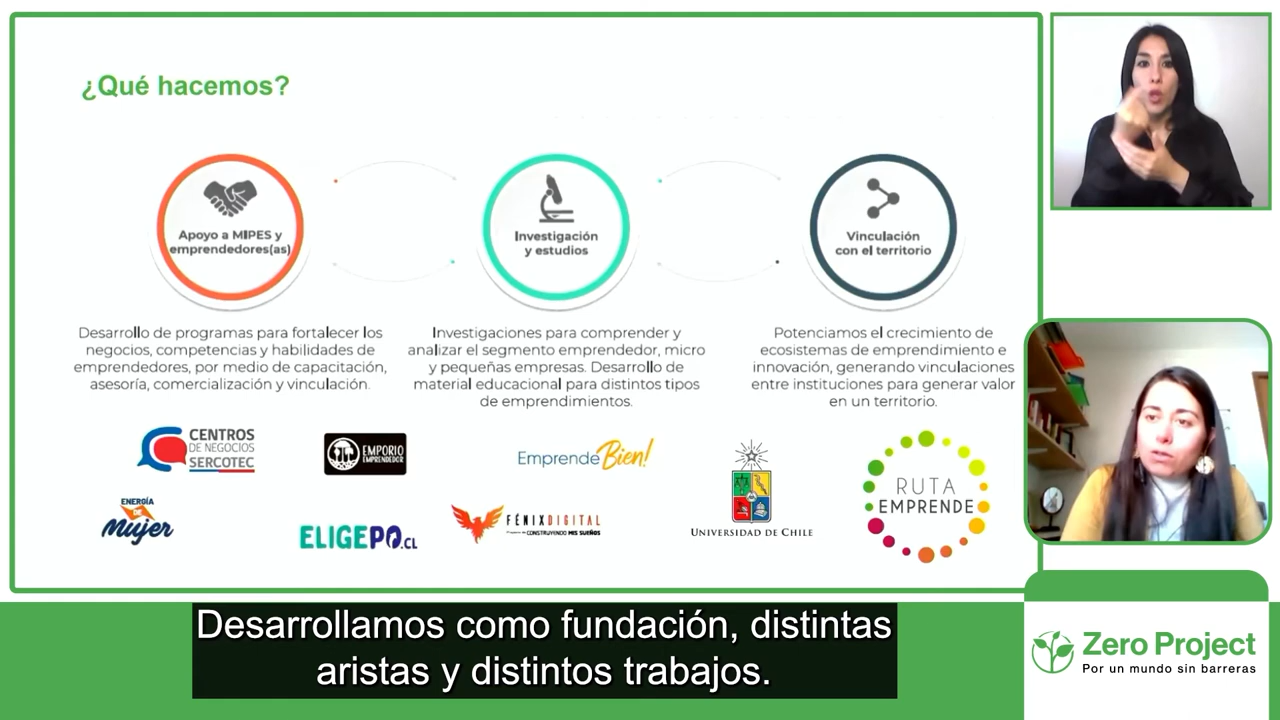 ¿Qué hacemos?
Apoyo a MIPES y
emprendedores(as)
Investigación
y estudios
Vinculación
con el territorio
Desarrollo de programas para fortalecer los
negocios, competencias y habilidades de
emprendedores, por medio de capacitación,
asesoría, comercialización y vinculación.
Investigaciones para comprender y
analizar el segmento emprendedor, micro
y pequeñas empresas. Desarrollo de
material educacional para distintos tipos
de emprendimientos.
Potenciamos el crecimiento de
ecosistemas de emprendimiento e
innovación, generando vinculaciones
entre instituciones para generar valor
en un territorio.
CENTROS
DE NEGOCIOS
SERCOTEC
EMPORIO
EMPRENDEDOR
EmprendeBien!
ENERGÍA
DE
Mujer
ELIGEPO.CL
FÉNIXDIGITAL
CONSTRUYENDO MIS SUEÑOS
UNIVERSIDAD DE CHILE
RUTA
EMPRENDE
Desarrollamos como fundación, distintas
aristas y distintos trabajos.
Zero Project
Por un mundo sin barreras